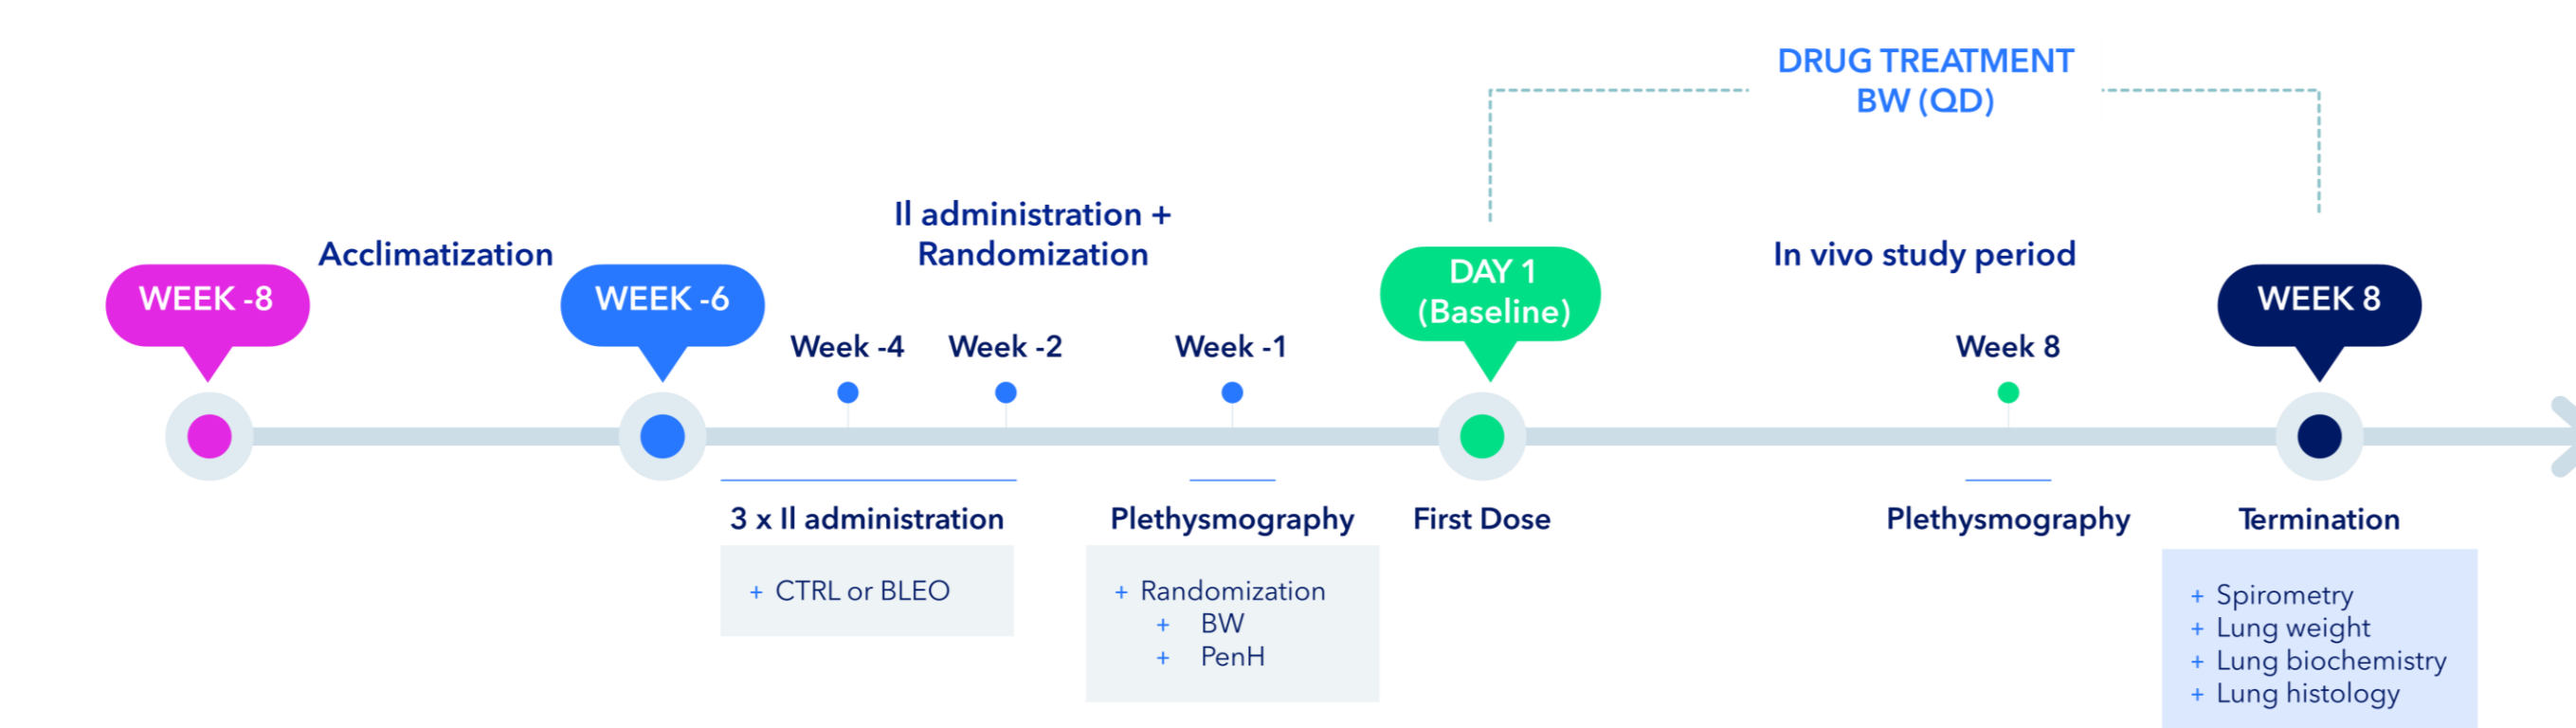 DRUG TREATMENT
BW (QD)
Il administration +
Randomization
Acclimatization
In vivo study period
WEEK -8
WEEK -6
DAY 1
(Baseline)
WEEK 8
Week -4
Week -2
Week -1
Week 8
3 x Il administration
Plethysmography
First Dose
Plethysmography
Termination
+ CTRL or BLEO
+ Randomization
+ BW
+ PenH
+ Spirometry
+ Lung weight
+ Lung biochemistry
+ Lung histology